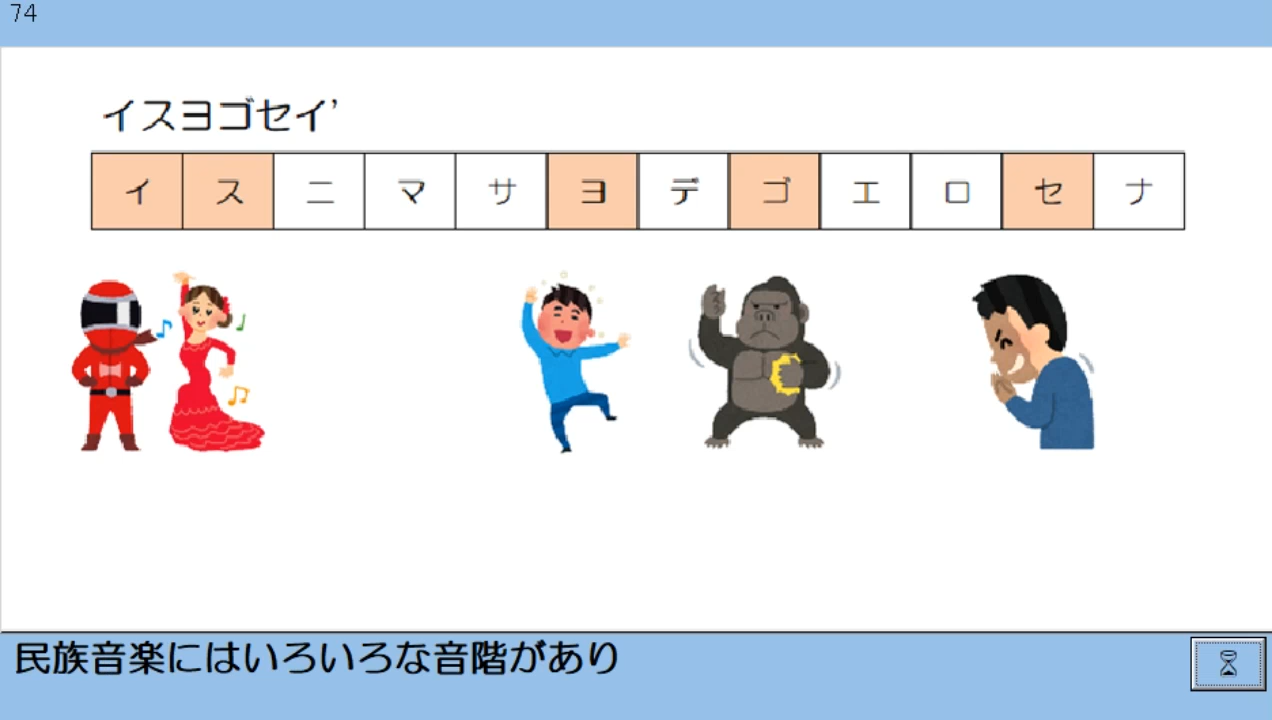 74
イスヨゴセイ’
イ ス ニ マ サ ヨ デ ゴ エ ロ セ ナ
民族音楽にはいろいろな音階があり